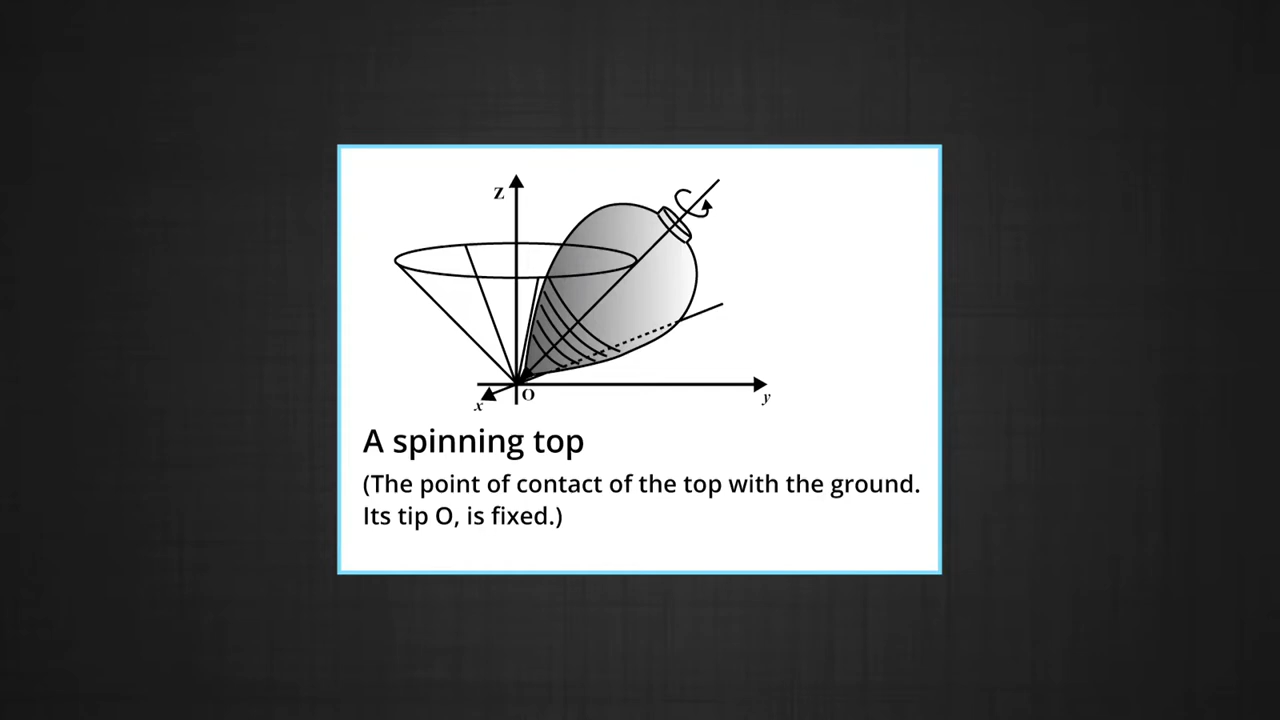 z
O
x
y
A spinning top
(The point of contact of the top with the ground.
Its tip O, is fixed.)